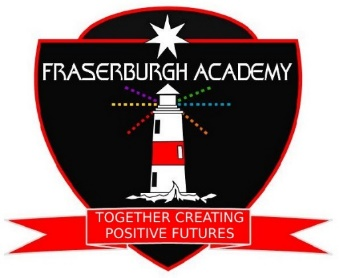 FRASERBURGH ACADEMY
TOGETHER CREATING
POSITIVE FUTURES